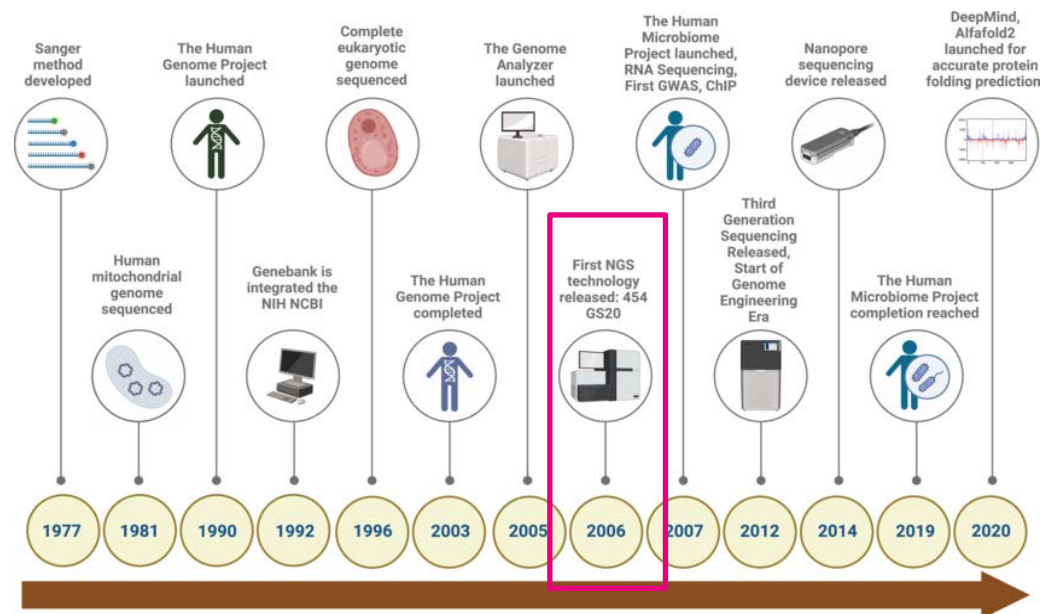 Sanger
method
developed
The Human
Genome Project
launched
Complete
eukaryotic
genome
sequenced
The Genome
Analyzer
launched
The Human
Microbiome
Project launched,
RNA Sequencing,
First GWAS, ChIP
Nanopore
sequencing
device released
DeepMind,
Alfafold2
launched for
accurate protein
folding prediction
Human
mitochondrial
genome
sequenced
Genebank is
integrated the
NIH NCBI
The Human
Genome Project
completed
First NGS
technology
released: 454
GS20
Third
Generation
Sequencing
Released,
Start of
Genome
Engineering
Era
The Human
Microbiome Project
completion reached
1977
1981
1990
1992
1996
2003
2005
2006
2007
2012
2014
2019
2020